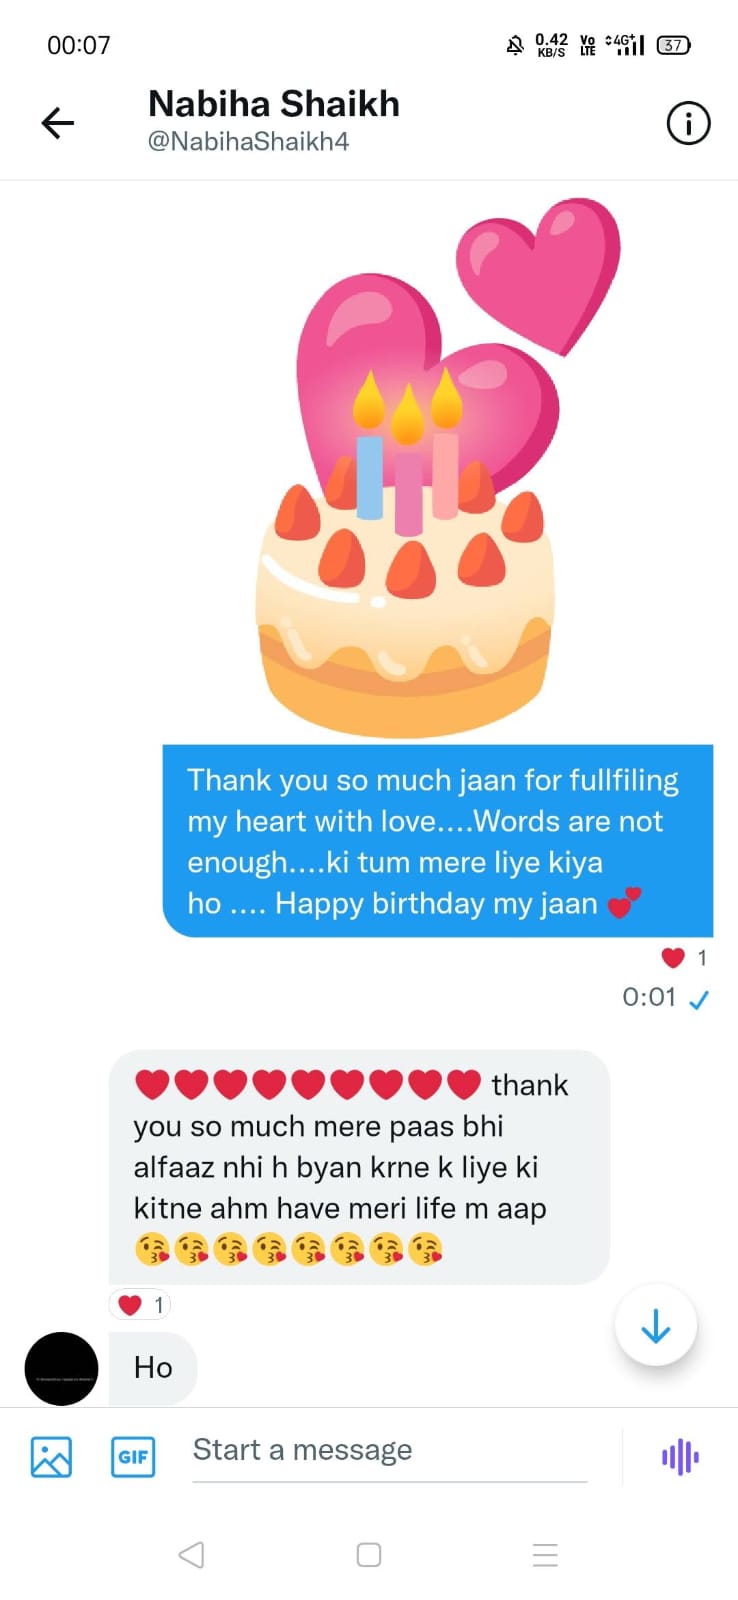 00:07
0.42 KB/S Vo LTE 4G+ 37
Nabiha Shaikh
@NabihaShaikh4
Thank you so much jaan for fullfiling
my heart with love....Words are not
enough....ki tum mere liye kiya
ho .... Happy birthday my jaan 💕
❤️ 1
0:01 ✓
❤️❤️❤️❤️❤️❤️❤️❤️❤️ thank
you so much mere paas bhi
alfaaz nhi h byan krne k liye ki
kitne ahm have meri life m aap
😘😘😘😘😘😘😘😘
❤️ 1
Ho
GIF
Start a message